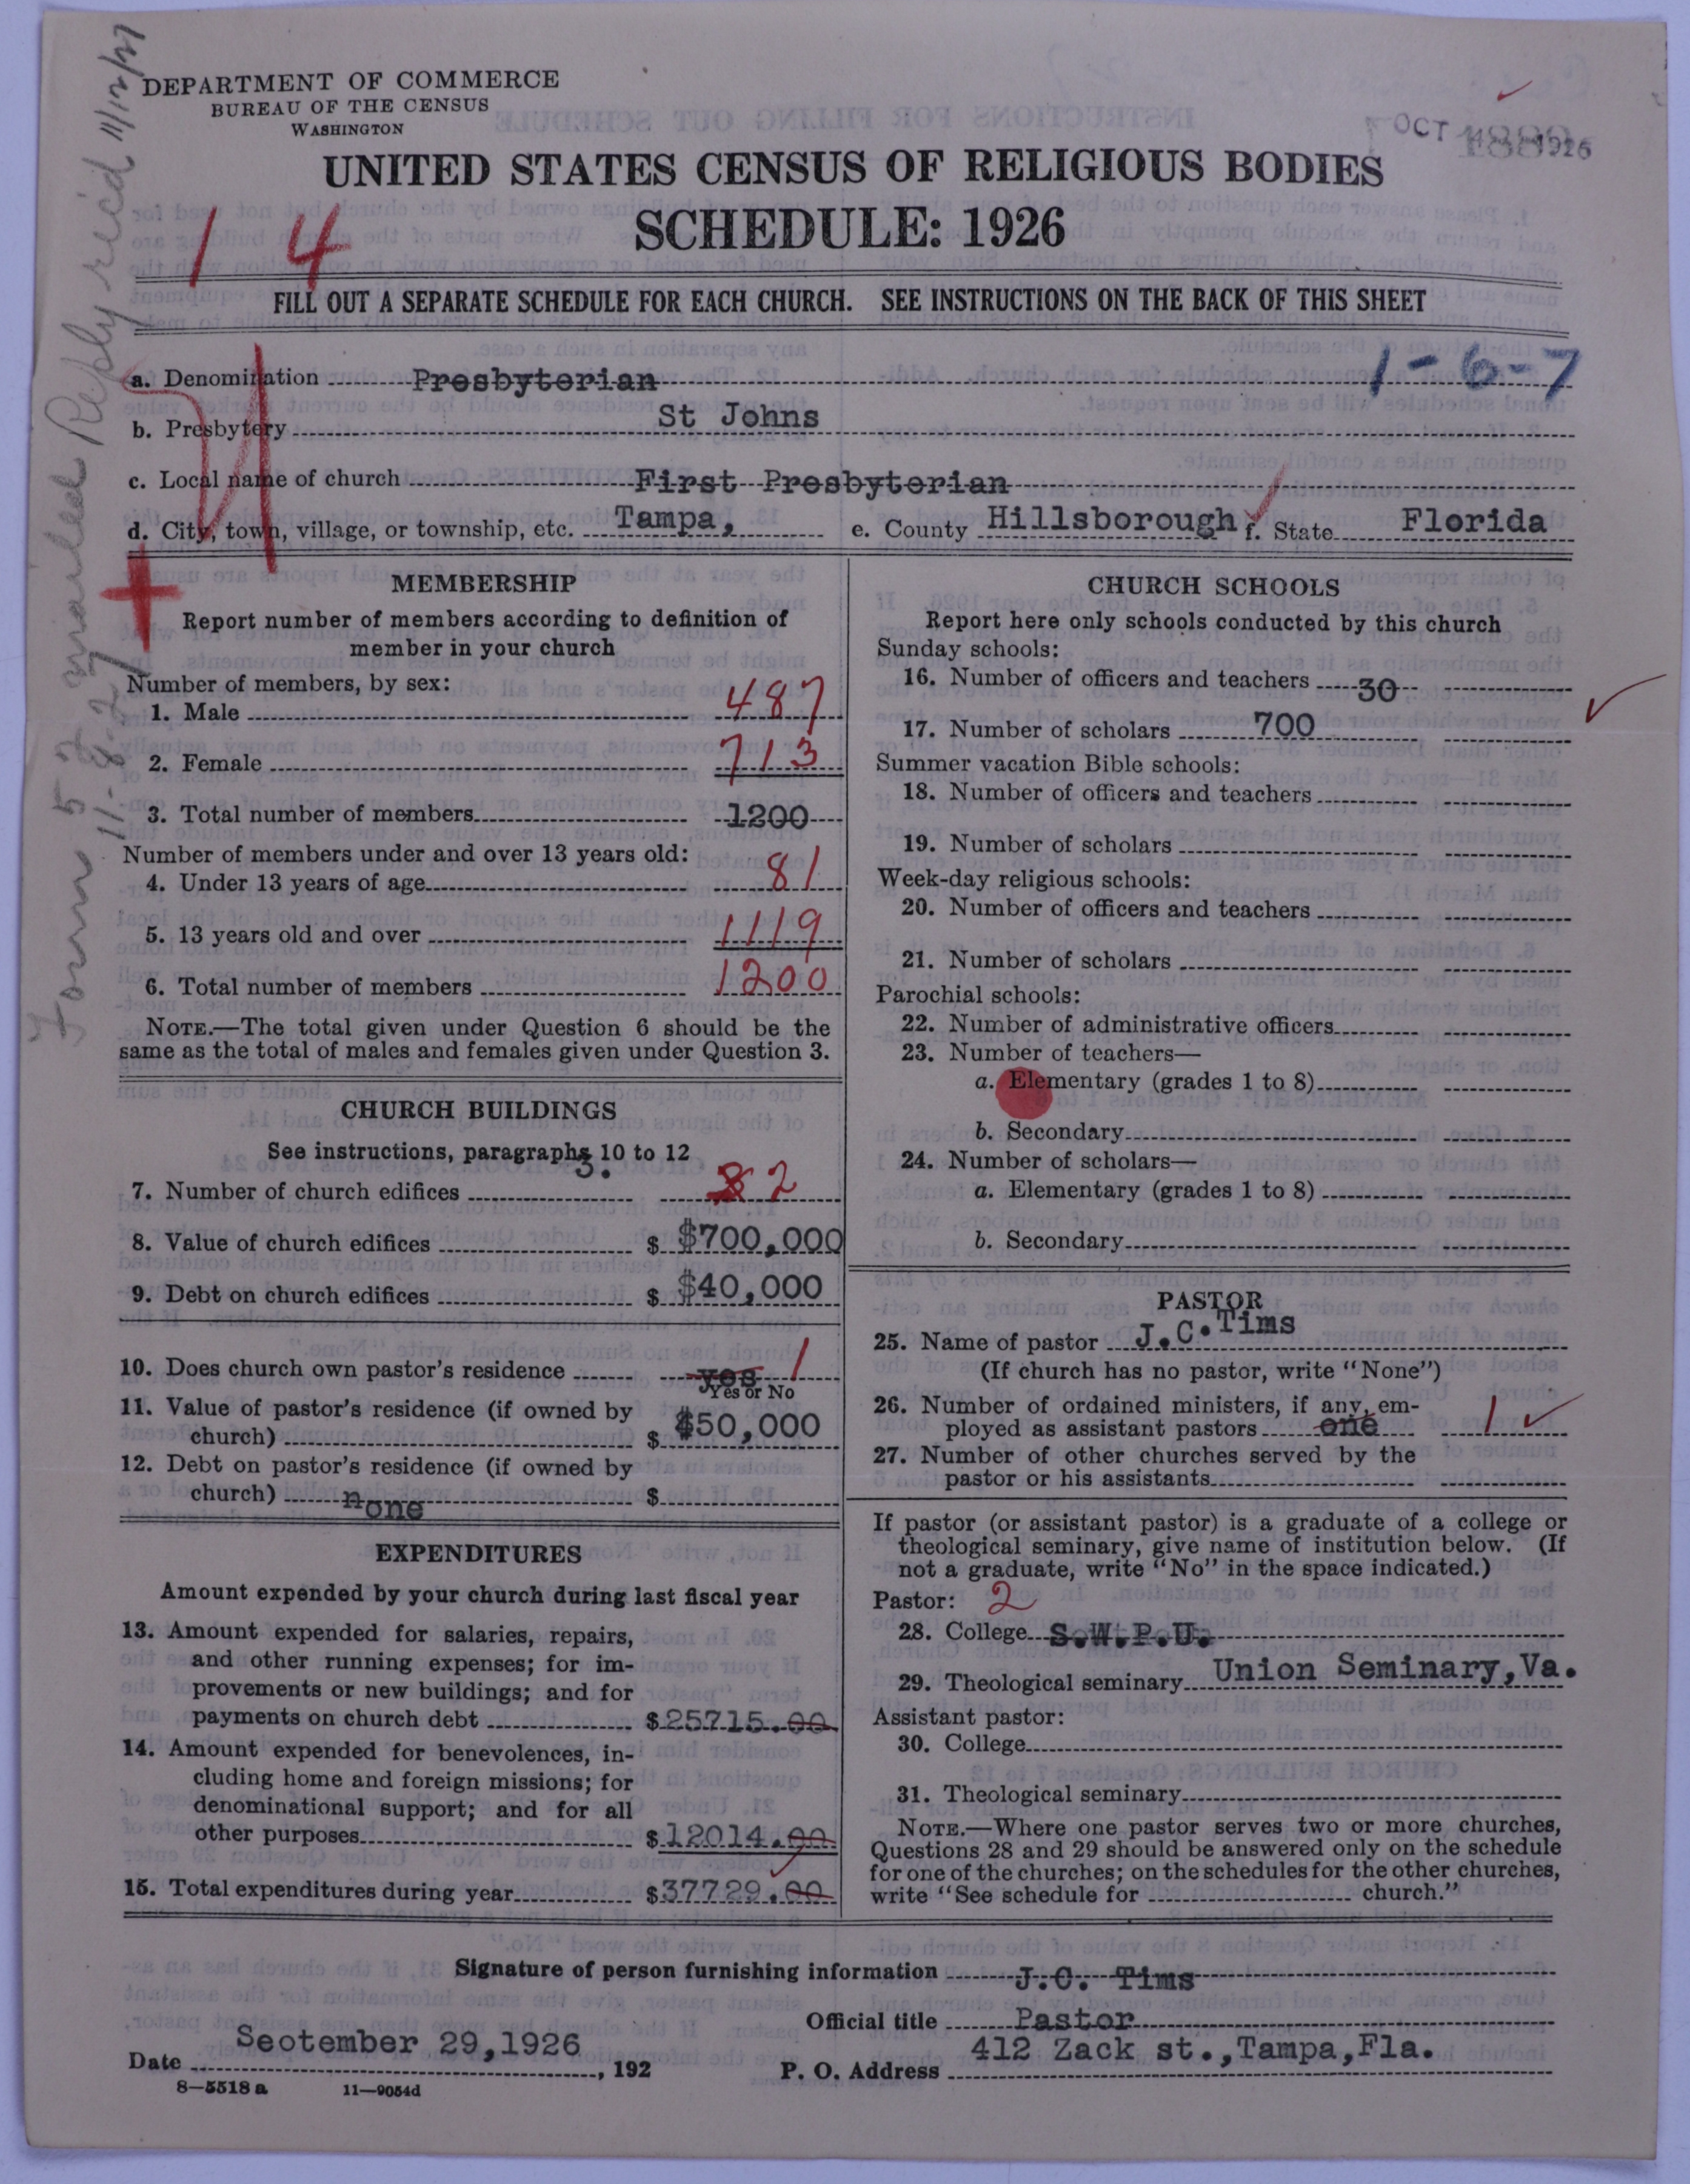 DEPARTMENT OF COMMERCE
BUREAU OF THE CENSUS
WASHINGTON
OCT 1926
UNITED STATES CENSUS OF RELIGIOUS BODIES
SCHEDULE: 1926
1 4
FILL OUT A SEPARATE SCHEDULE FOR EACH CHURCH. SEE INSTRUCTIONS ON THE BACK OF THIS SHEET
Form 5 mailed Reply rec'd 11/12/27
11-8-27
a. Denomination Presbyterian 1-6-7
b. Presbytery St Johns
c. Local name of church First Presbyterian
d. City, town, village, or township, etc. Tampa, e. County Hillsborough f. State Florida
MEMBERSHIP
Report number of members according to definition of
member in your church
Number of members, by sex:
1. Male 487
2. Female 713
3. Total number of members 1200
Number of members under and over 13 years old:
4. Under 13 years of age 81
5. 13 years old and over 1119
6. Total number of members 1200
NOTE.—The total given under Question 6 should be the
same as the total of males and females given under Question 3.
CHURCH BUILDINGS
See instructions, paragraphs 10 to 12
7. Number of church edifices 3. 2
8. Value of church edifices $ $700,000
9. Debt on church edifices $ $40,000
10. Does church own pastor's residence yes 1
Yes or No
11. Value of pastor's residence (if owned by
church) $ $50,000
12. Debt on pastor's residence (if owned by
church) none $
EXPENDITURES
Amount expended by your church during last fiscal year
13. Amount expended for salaries, repairs,
and other running expenses; for im-
provements or new buildings; and for
payments on church debt $25715.00
14. Amount expended for benevolences, in-
cluding home and foreign missions; for
denominational support; and for all
other purposes $12014.00
15. Total expenditures during year $37729.00
CHURCH SCHOOLS
Report here only schools conducted by this church
Sunday schools:
16. Number of officers and teachers 30
17. Number of scholars 700
Summer vacation Bible schools:
18. Number of officers and teachers
19. Number of scholars
Week-day religious schools:
20. Number of officers and teachers
21. Number of scholars
Parochial schools:
22. Number of administrative officers
23. Number of teachers—
a. Elementary (grades 1 to 8)
b. Secondary
24. Number of scholars—
a. Elementary (grades 1 to 8)
b. Secondary
PASTOR
25. Name of pastor J.C.Tims
(If church has no pastor, write "None")
26. Number of ordained ministers, if any, em-
ployed as assistant pastors one 1
27. Number of other churches served by the
pastor or his assistants
If pastor (or assistant pastor) is a graduate of a college or
theological seminary, give name of institution below. (If
not a graduate, write "No" in the space indicated.)
Pastor: 2
28. College S.W.P.U.
29. Theological seminary Union Seminary,Va.
Assistant pastor:
30. College
31. Theological seminary
NOTE.—Where one pastor serves two or more churches,
Questions 28 and 29 should be answered only on the schedule
for one of the churches; on the schedules for the other churches,
write "See schedule for church."
Signature of person furnishing information J.C. Tims
Official title Pastor
Date Seotember 29,1926, 192 P. O. Address 412 Zack st.,Tampa,Fla.
8—5518a 11—9054d